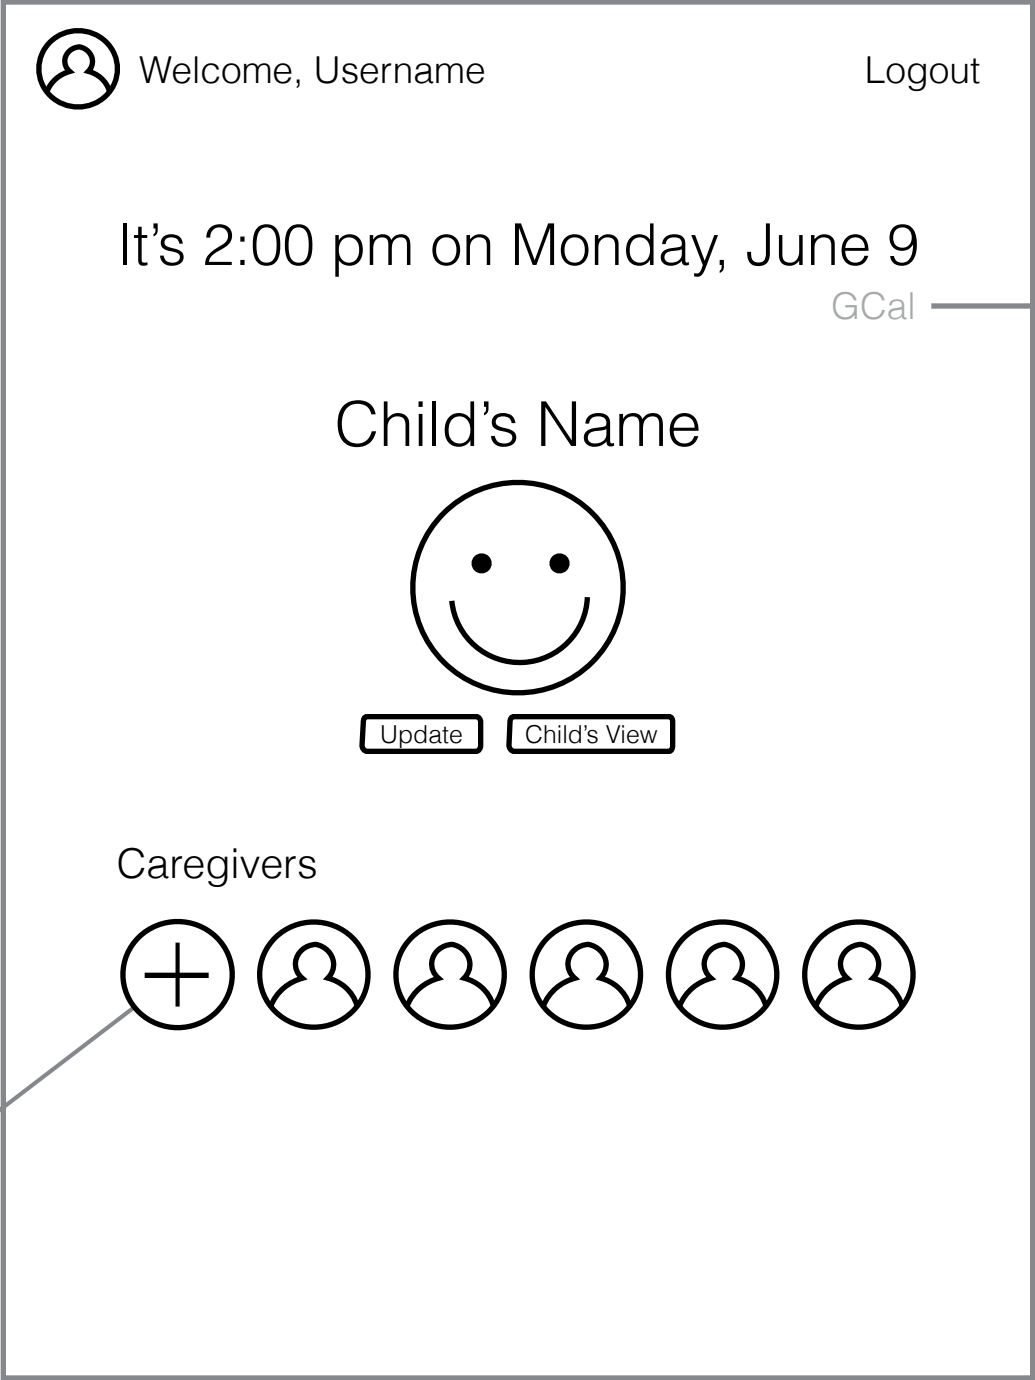 Welcome, Username
Logout
It’s 2:00 pm on Monday, June 9
GCal
Child’s Name
Update
Child’s View
Caregivers